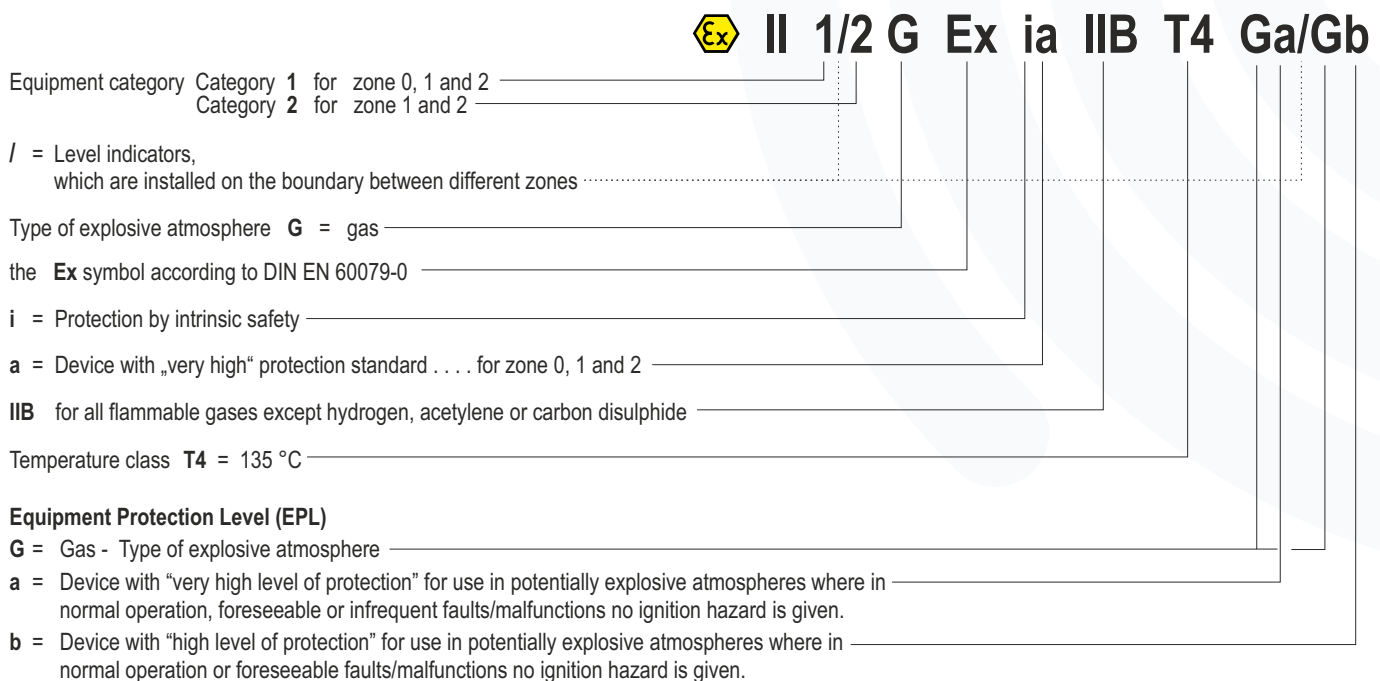 Ex II 1/2 G Ex ia IIB T4 Ga/Gb
Equipment category Category 1 for zone 0, 1 and 2
Category 2 for zone 1 and 2
/ = Level indicators,
which are installed on the boundary between different zones
Type of explosive atmosphere G = gas
the Ex symbol according to DIN EN 60079-0
i = Protection by intrinsic safety
a = Device with „very high“ protection standard . . . . for zone 0, 1 and 2
IIB for all flammable gases except hydrogen, acetylene or carbon disulphide
Temperature class T4 = 135 °C
Equipment Protection Level (EPL)
G = Gas - Type of explosive atmosphere
a = Device with “very high level of protection” for use in potentially explosive atmospheres where in
normal operation, foreseeable or infrequent faults/malfunctions no ignition hazard is given.
b = Device with “high level of protection” for use in potentially explosive atmospheres where in
normal operation or foreseeable faults/malfunctions no ignition hazard is given.